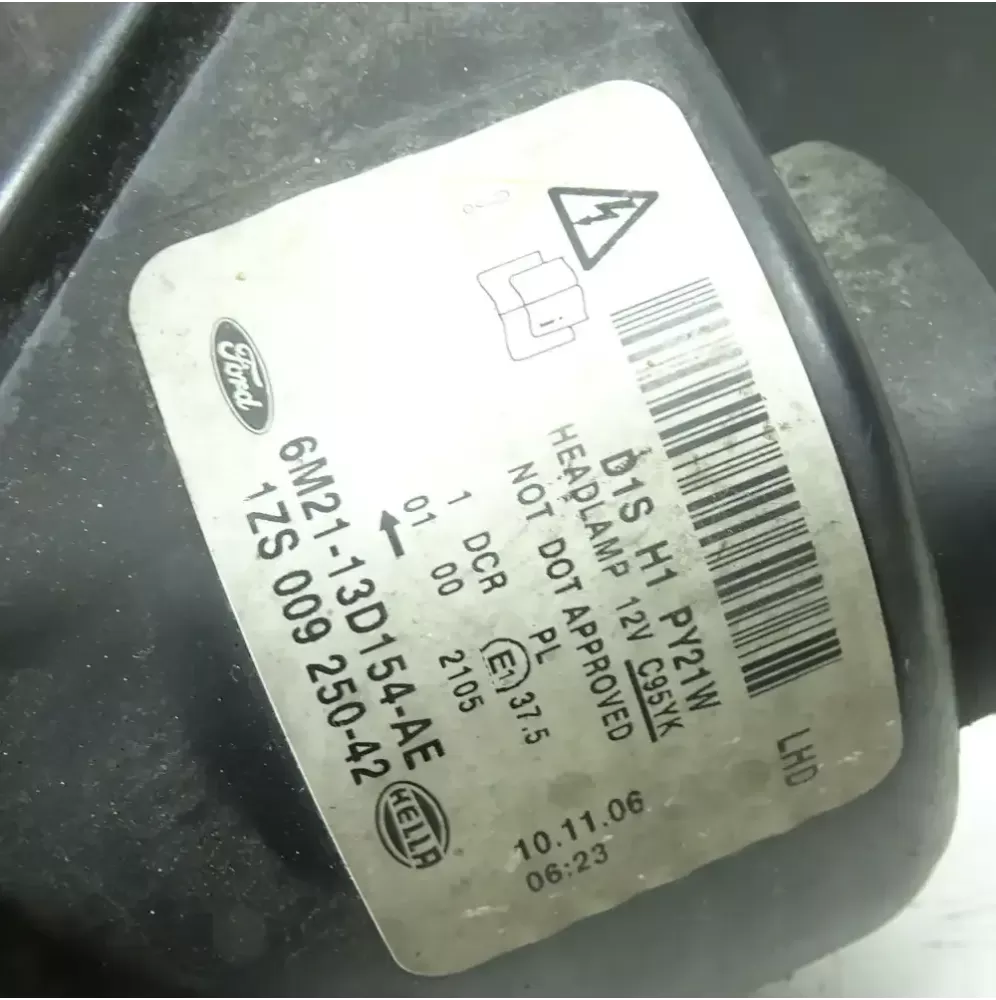 Ford
6M21-13D154-AE
1ZS 009 250-42
HELLA
1 DCR PL
01 00 2105
E1 37.5
NOT DOT APPROVED
HEADLAMP 12V C95YK
D1S H1 PY21W
LHD
10.11.06
06:23